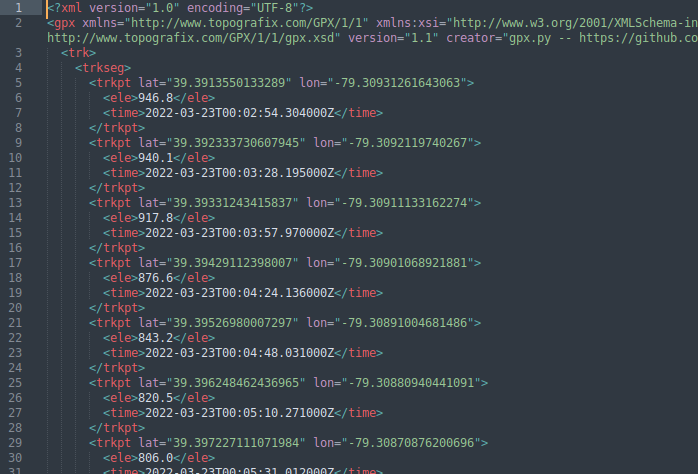 1 <?xml version="1.0" encoding="UTF-8"?>
2 <gpx xmlns="http://www.topografix.com/GPX/1/1" xmlns:xsi="http://www.w3.org/2001/XMLSchema-in
http://www.topografix.com/GPX/1/1/gpx.xsd" version="1.1" creator="gpx.py -- https://github.co
3 <trk>
4 <trkseg>
5 <trkpt lat="39.3913550133289" lon="-79.30931261643063">
6 <ele>946.8</ele>
7 <time>2022-03-23T00:02:54.304000Z</time>
8 </trkpt>
9 <trkpt lat="39.392333730607945" lon="-79.3092119740267">
10 <ele>940.1</ele>
11 <time>2022-03-23T00:03:28.195000Z</time>
12 </trkpt>
13 <trkpt lat="39.39331243415837" lon="-79.30911133162274">
14 <ele>917.8</ele>
15 <time>2022-03-23T00:03:57.970000Z</time>
16 </trkpt>
17 <trkpt lat="39.39429112398007" lon="-79.30901068921881">
18 <ele>876.6</ele>
19 <time>2022-03-23T00:04:24.136000Z</time>
20 </trkpt>
21 <trkpt lat="39.39526980007297" lon="-79.30891004681486">
22 <ele>843.2</ele>
23 <time>2022-03-23T00:04:48.031000Z</time>
24 </trkpt>
25 <trkpt lat="39.396248462436965" lon="-79.30880940441091">
26 <ele>820.5</ele>
27 <time>2022-03-23T00:05:10.271000Z</time>
28 </trkpt>
29 <trkpt lat="39.397227111071984" lon="-79.30870876200696">
30 <ele>806.0</ele>
31 <time>2022-03-23T00:05:31.012000Z</time>